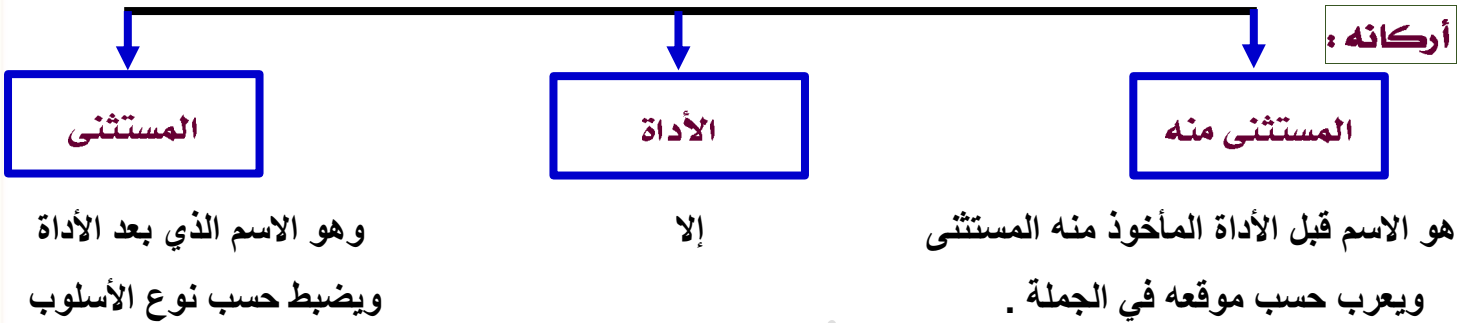 أركانه :
المستثنى منه
الأداة
المستثنى
هو الاسم قبل الأداة المأخوذ منه المستثنى
ويعرب حسب موقعه في الجملة .
إلا
وهو الاسم الذي بعد الأداة
ويضبط حسب نوع الأسلوب